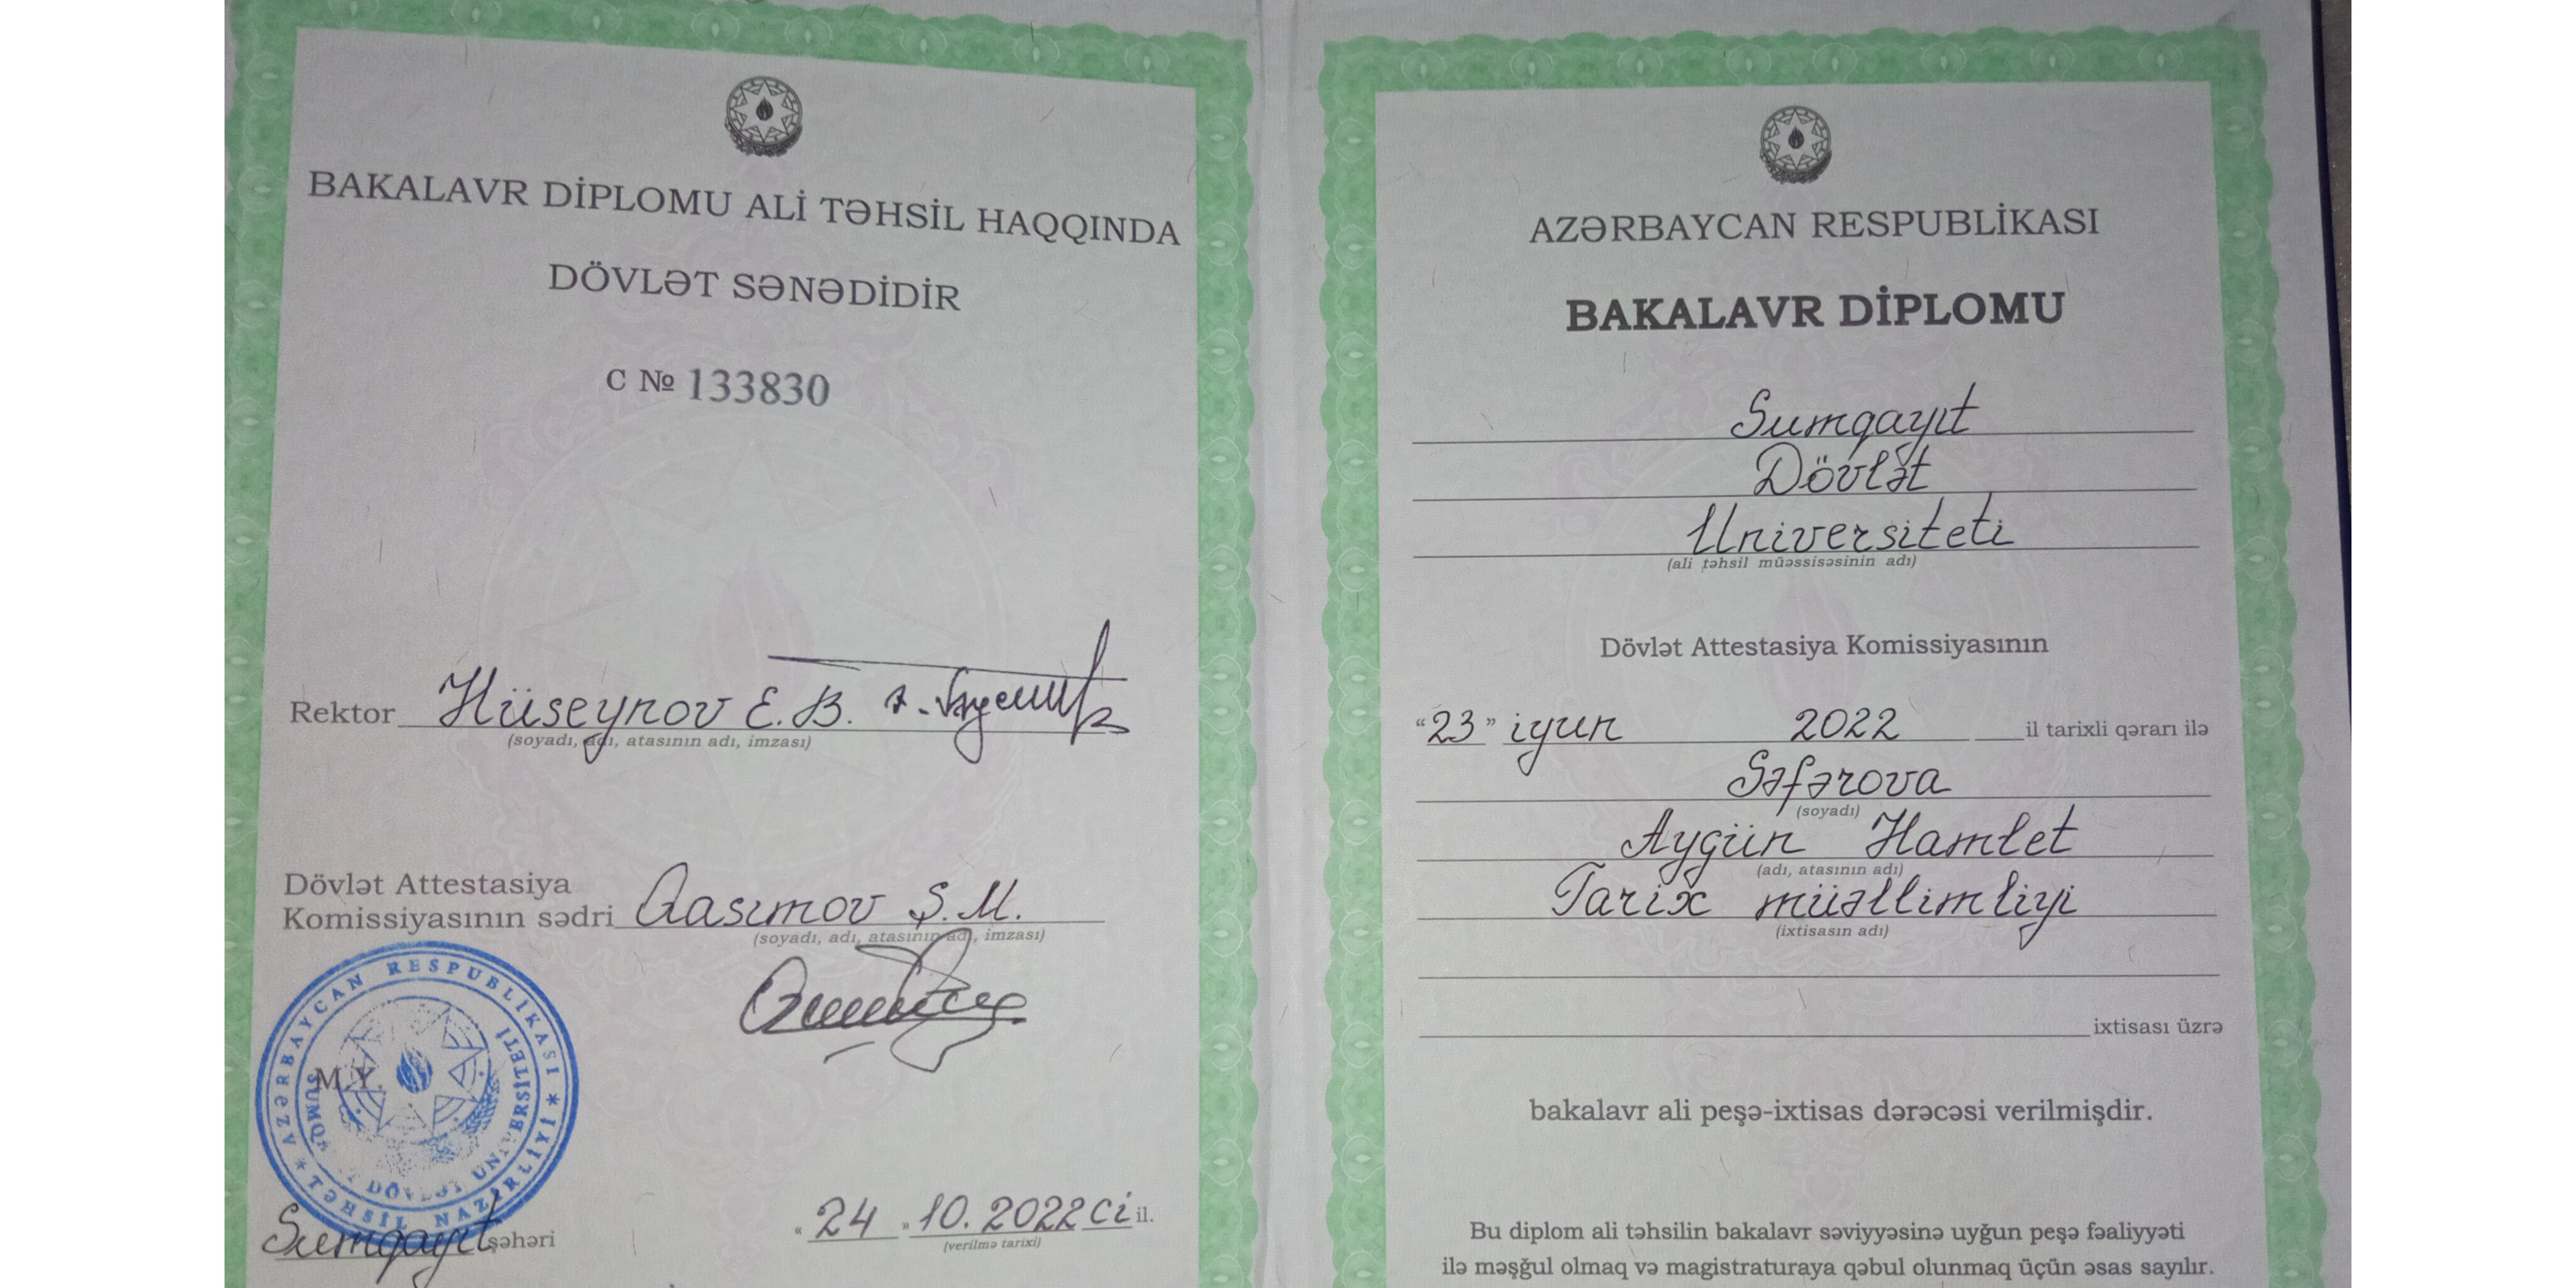 BAKALAVR DİPLOMU ALİ TƏHSİL HAQQINDA
DÖVLƏT SƏNƏDİDİR
C № 133830
Rektor Hüseynov E.B.
(soyadı, adı, atasının adı, imzası)
Dövlət Attestasiya
Komissiyasının sədri Qasımov Ş.M.
(soyadı, adı, atasının adı, imzası)
AZƏRBAYCAN RESPUBLİKASI * TƏHSİL NAZİRLİYİ *
DÖVLƏT UNİVERSİTETİ
M.Y.
Sumqayıt şəhəri
“24” 10. 2022 ci il.
(verilmə tarixi)
AZƏRBAYCAN RESPUBLİKASI
BAKALAVR DİPLOMU
Sumqayıt
Dövlət
Universiteti
(ali təhsil müəssisəsinin adı)
Dövlət Attestasiya Komissiyasının
“23” iyun 2022 il tarixli qərarı ilə
Səfərova
(soyadı)
Aygün Hamlet
(adı, atasının adı)
Tarix müəllimliyi
(ixtisasın adı)
ixtisası üzrə
bakalavr ali peşə-ixtisas dərəcəsi verilmişdir.
Bu diplom ali təhsilin bakalavr səviyyəsinə uyğun peşə fəaliyyəti
ilə məşğul olmaq və magistraturaya qəbul olunmaq üçün əsas sayılır.